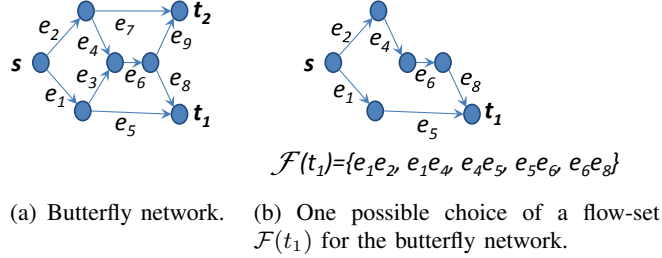 e2 e7 t2
e4 e9
s e3 e6
e1 e8
e5 t1
e2
e4
s e6
e1 e8
e5 t1
ℱ(t1)={e1e2, e1e4, e4e5, e5e6, e6e8}
(a) Butterfly network.
(b) One possible choice of a flow-set
ℱ(t1) for the butterfly network.